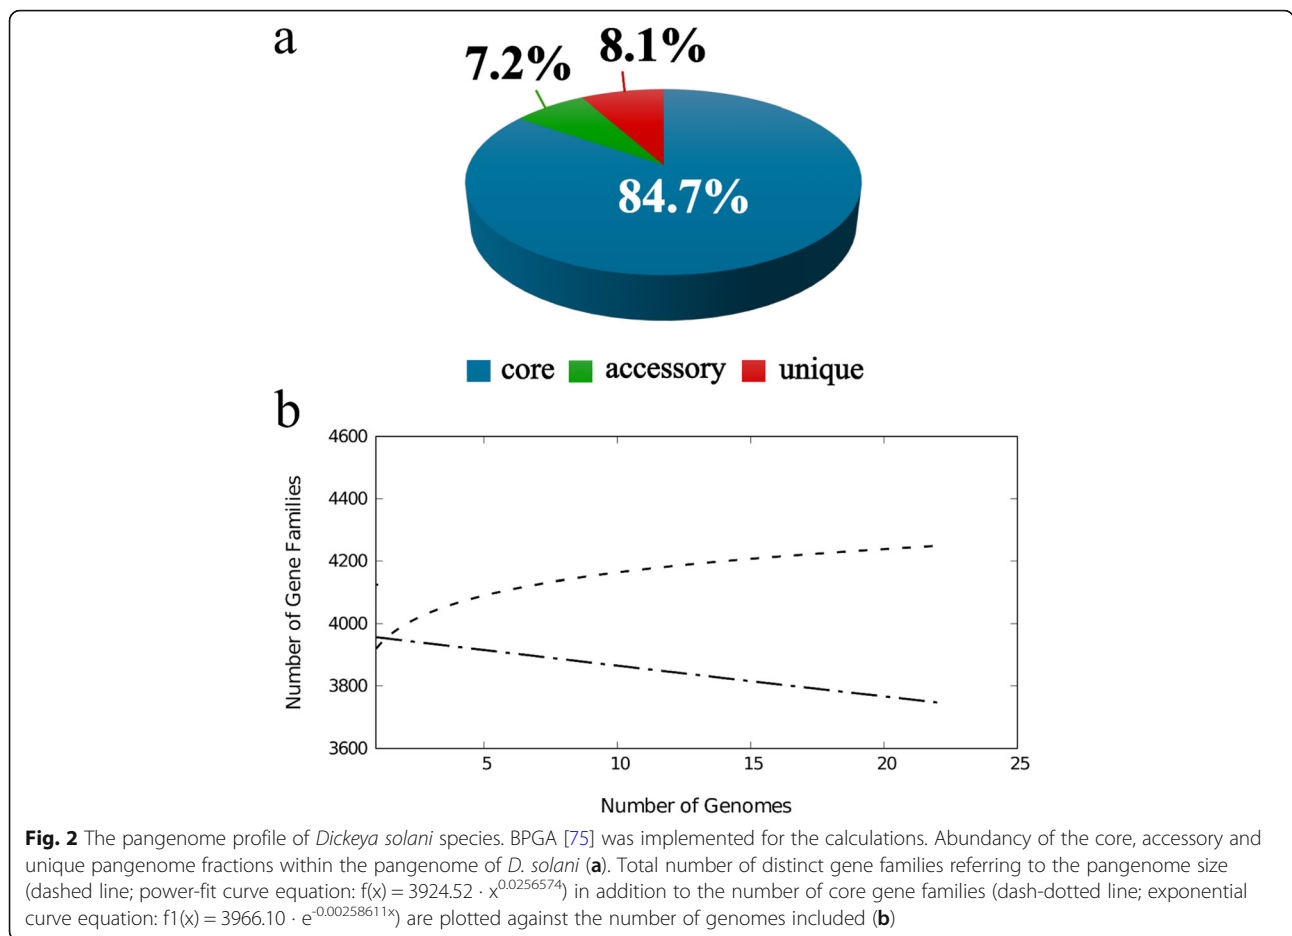 a
7.2%
8.1%
84.7%
core accessory unique
b
4600
4400
4200
4000
3800
3600
Number of Gene Families
5 10 15 20 25
Number of Genomes
Fig. 2 The pangenome profile of Dickeya solani species. BPGA [75] was implemented for the calculations. Abundancy of the core, accessory and
unique pangenome fractions within the pangenome of D. solani (a). Total number of distinct gene families referring to the pangenome size
(dashed line; power-fit curve equation: f(x) = 3924.52 · x^0.0256574) in addition to the number of core gene families (dash-dotted line; exponential
curve equation: f1(x) = 3966.10 · e^-0.00258611x) are plotted against the number of genomes included (b)